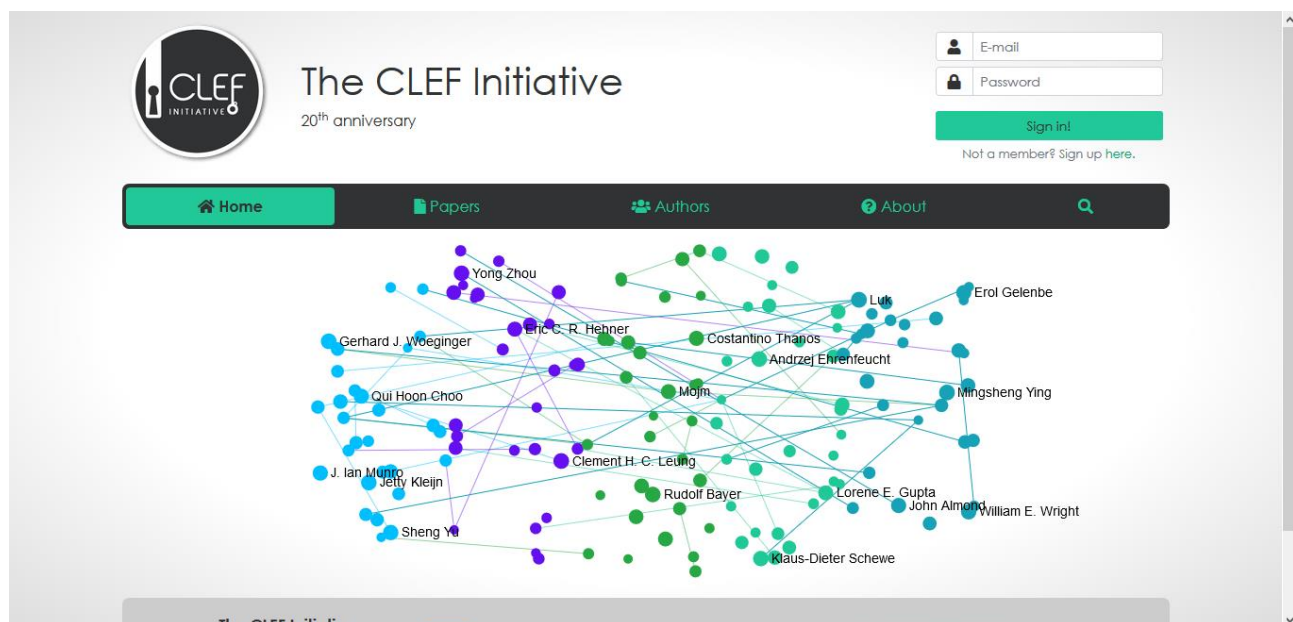 CLEF
INITIATIVE
The CLEF Initiative
20th anniversary
E-mail
Password
Sign in!
Not a member? Sign up here.
Home
Papers
Authors
About
Yong Zhou
Erol Gelenbe
Luk
Eric C. R. Hehner
Gerhard J. Woeginger
Costantino Thanos
Andrzej Ehrenfeucht
Qui Hoon Choo
Mojm
Mingsheng Ying
Clement H. C. Leung
J. Ian Munro
Jetty Kleijn
Rudolf Bayer
Lorene E. Gupta
John Almond
William E. Wright
Sheng Yu
Klaus-Dieter Schewe